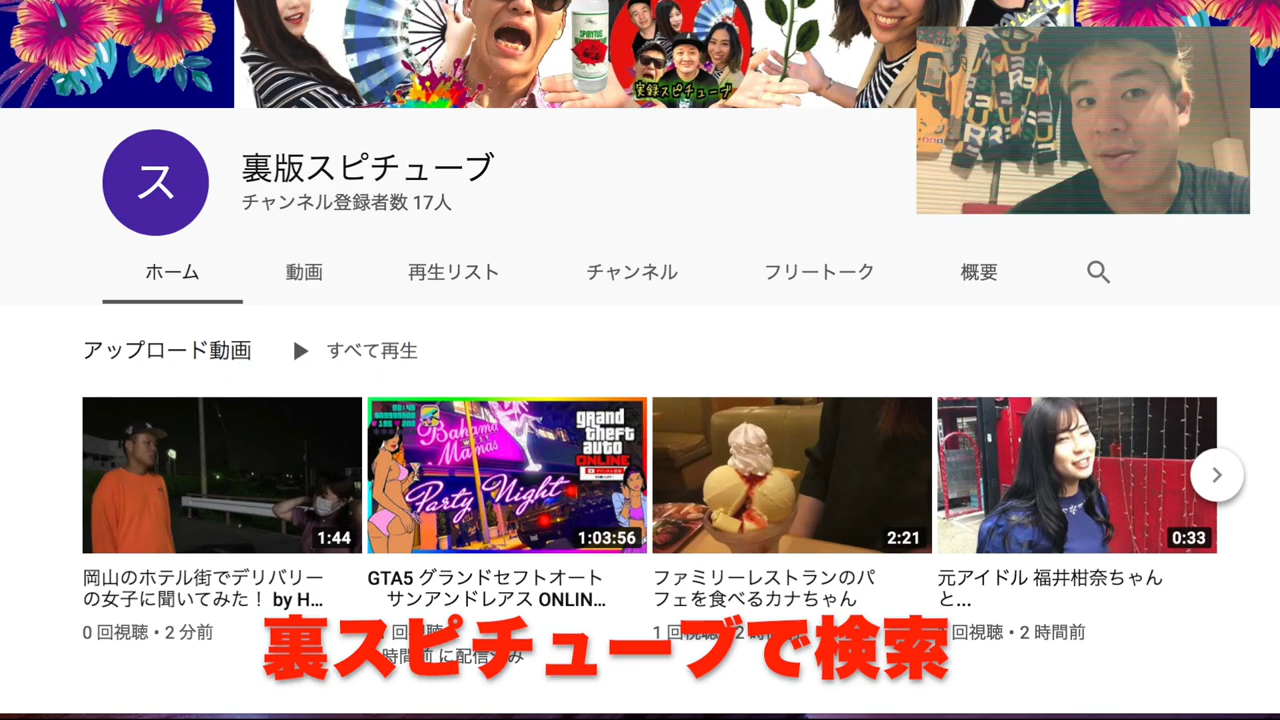 SPIRYTUS
実録スピチューブ
ス
裏版スピチューブ
チャンネル登録者数 17人
ホーム
動画
再生リスト
チャンネル
フリートーク
概要
アップロード動画
すべて再生
Bahama
Mamas
Party Night
grand
theft
auto
ONLINE
1:44
1:03:56
2:21
0:33
岡山のホテル街でデリバリー
の女子に聞いてみた！ by H...
GTA5 グランドセフトオート
サンアンドレアス ONLIN...
ファミリーレストランのパ
フェを食べるカナちゃん
元アイドル 福井柑奈ちゃん
と...
0 回視聴・2 分前
回視聴・2 時間前
裏スピチューブで検索